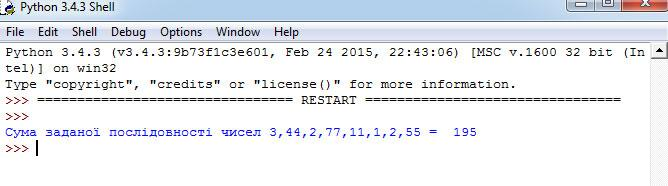 Python 3.4.3 Shell
File Edit Shell Debug Options Window Help
Python 3.4.3 (v3.4.3:9b73f1c3e601, Feb 24 2015, 22:43:06) [MSC v.1600 32 bit (In
tel)] on win32
Type "copyright", "credits" or "license()" for more information.
>>> ================================ RESTART ================================
>>>
Сума заданої послідовності чисел 3,44,2,77,11,1,2,55 =  195
>>>